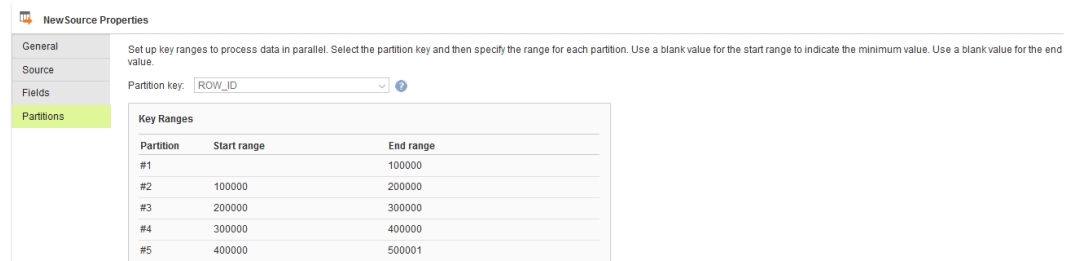 NewSource Properties
General
Source
Fields
Partitions
Set up key ranges to process data in parallel. Select the partition key and then specify the range for each partition. Use a blank value for the start range to indicate the minimum value. Use a blank value for the end
value.
Partition key: ROW_ID ?
Key Ranges
Partition Start range End range
#1 100000
#2 100000 200000
#3 200000 300000
#4 300000 400000
#5 400000 500001